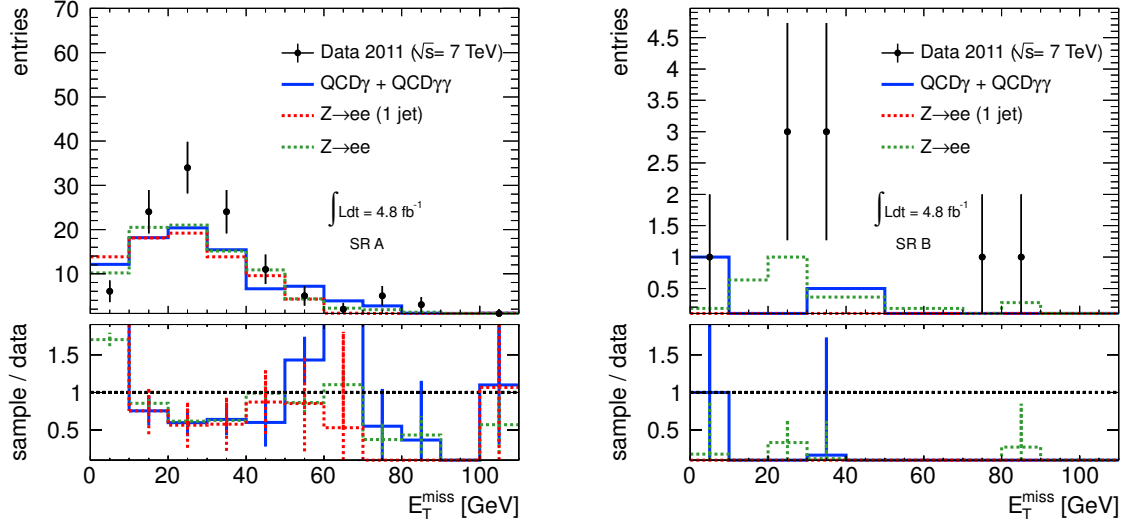 entries
70
60
50
40
30
20
10
Data 2011 (√s= 7 TeV)
QCDγ + QCDγγ
Z→ee (1 jet)
Z→ee
∫Ldt = 4.8 fb⁻¹
SR A
sample / data
1.5
1
0.5
0 20 40 60 80 100
E_T^miss [GeV]
entries
4.5
4
3.5
3
2.5
2
1.5
1
0.5
Data 2011 (√s= 7 TeV)
QCDγ + QCDγγ
Z→ee (1 jet)
Z→ee
∫Ldt = 4.8 fb⁻¹
SR B
sample / data
1.5
1
0.5
0 20 40 60 80 100
E_T^miss [GeV]